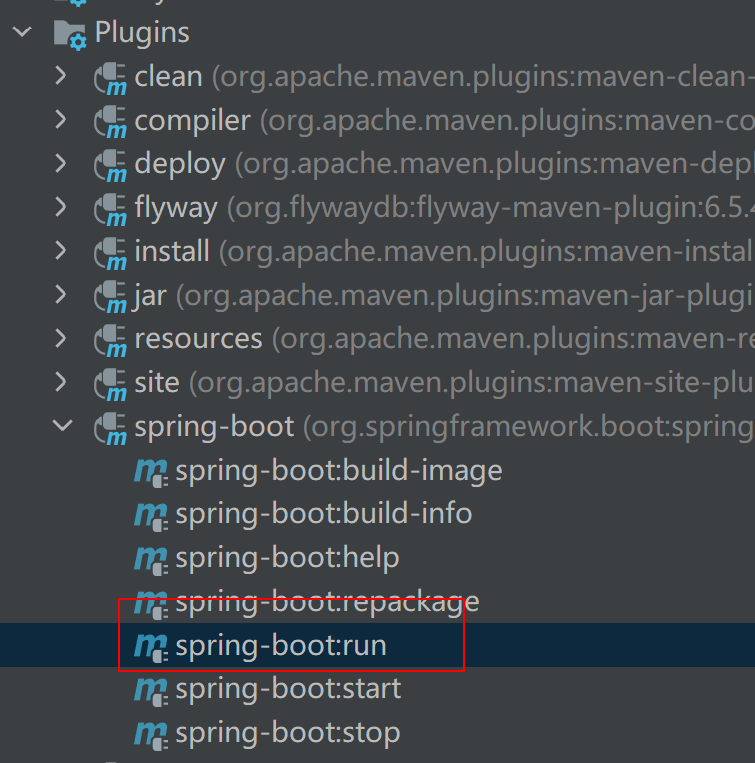 Plugins
clean (org.apache.maven.plugins:maven-clean-
compiler (org.apache.maven.plugins:maven-co
deploy (org.apache.maven.plugins:maven-depl
flyway (org.flywaydb:flyway-maven-plugin:6.5.4
install (org.apache.maven.plugins:maven-instal
jar (org.apache.maven.plugins:maven-jar-plugi
resources (org.apache.maven.plugins:maven-re
site (org.apache.maven.plugins:maven-site-plu
spring-boot (org.springframework.boot:spring
spring-boot:build-image
spring-boot:build-info
spring-boot:help
spring-boot:repackage
spring-boot:run
spring-boot:start
spring-boot:stop